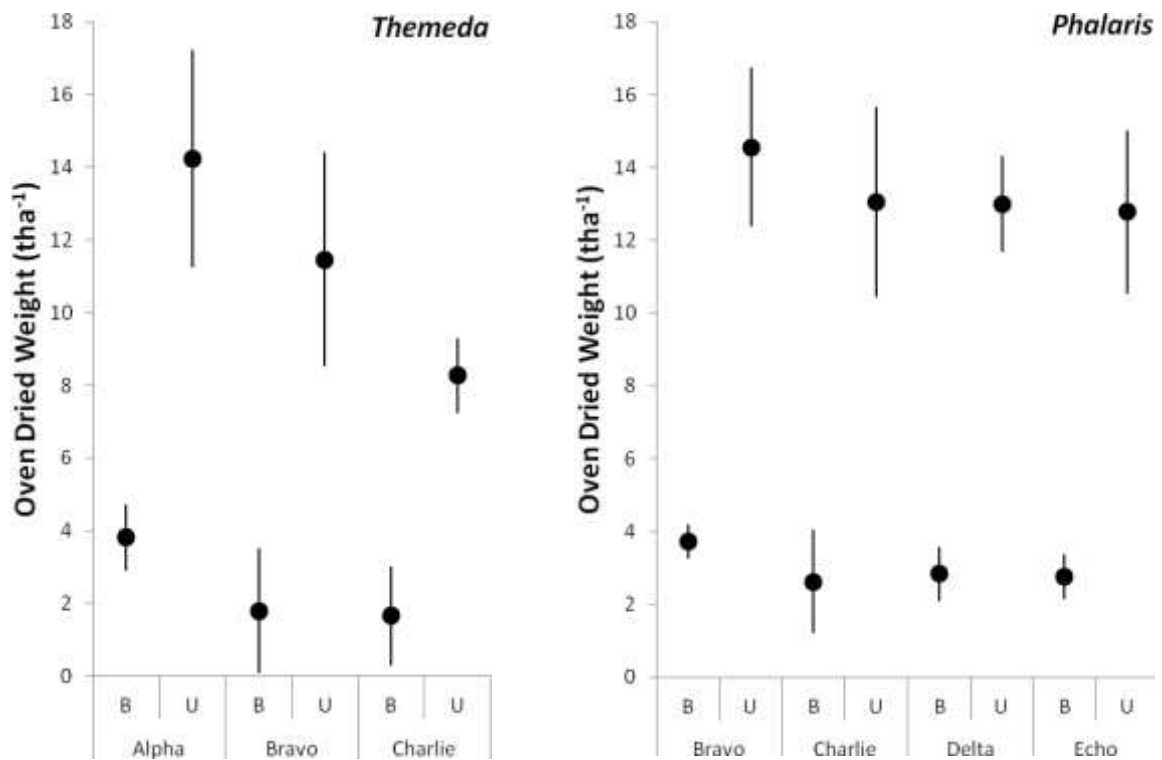 Themeda
Oven Dried Weight (tha⁻¹)
18
16
14
12
10
8
6
4
2
0
B U B U B U
Alpha Bravo Charlie
Phalaris
Oven Dried Weight (tha⁻¹)
18
16
14
12
10
8
6
4
2
0
B U B U B U B U
Bravo Charlie Delta Echo